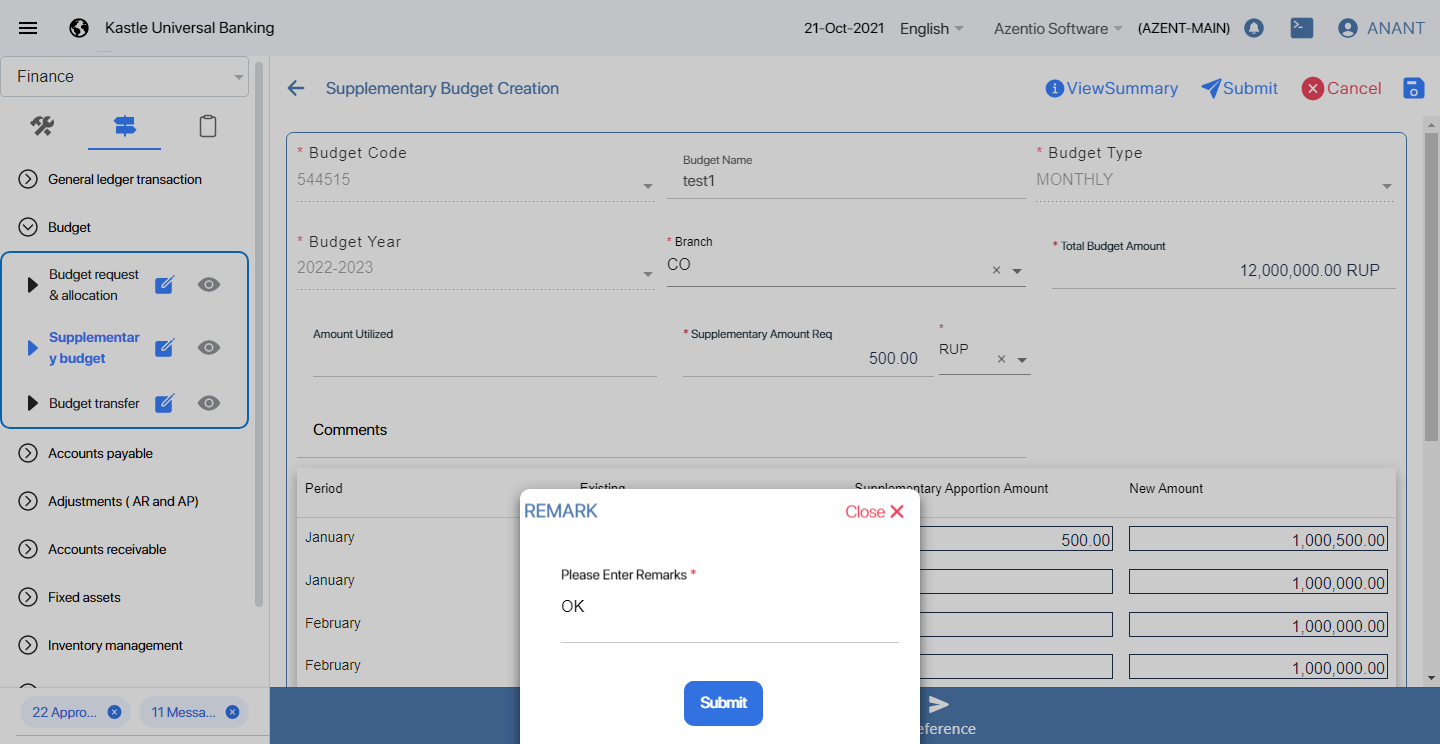 Kastle Universal Banking
21-Oct-2021 English Azentio Software (AZENT-MAIN) ANANT
Finance
General ledger transaction
Budget
Budget request
& allocation
Supplementar
y budget
Budget transfer
Accounts payable
Adjustments ( AR and AP)
Accounts receivable
Fixed assets
Inventory management
22 Appro...
11 Messa...
Supplementary Budget Creation
ViewSummary Submit Cancel
* Budget Code
544515
Budget Name
test1
* Budget Type
MONTHLY
* Budget Year
2022-2023
* Branch
CO ×
* Total Budget Amount
12,000,000.00 RUP
Amount Utilized
* Supplementary Amount Req
500.00
*
RUP ×
Comments
Period Existing Supplementary Apportion Amount New Amount
January 500.00 1,000,500.00
January 1,000,000.00
February 1,000,000.00
February 1,000,000.00
REMARK
Close
Please Enter Remarks *
OK
Submit
eference